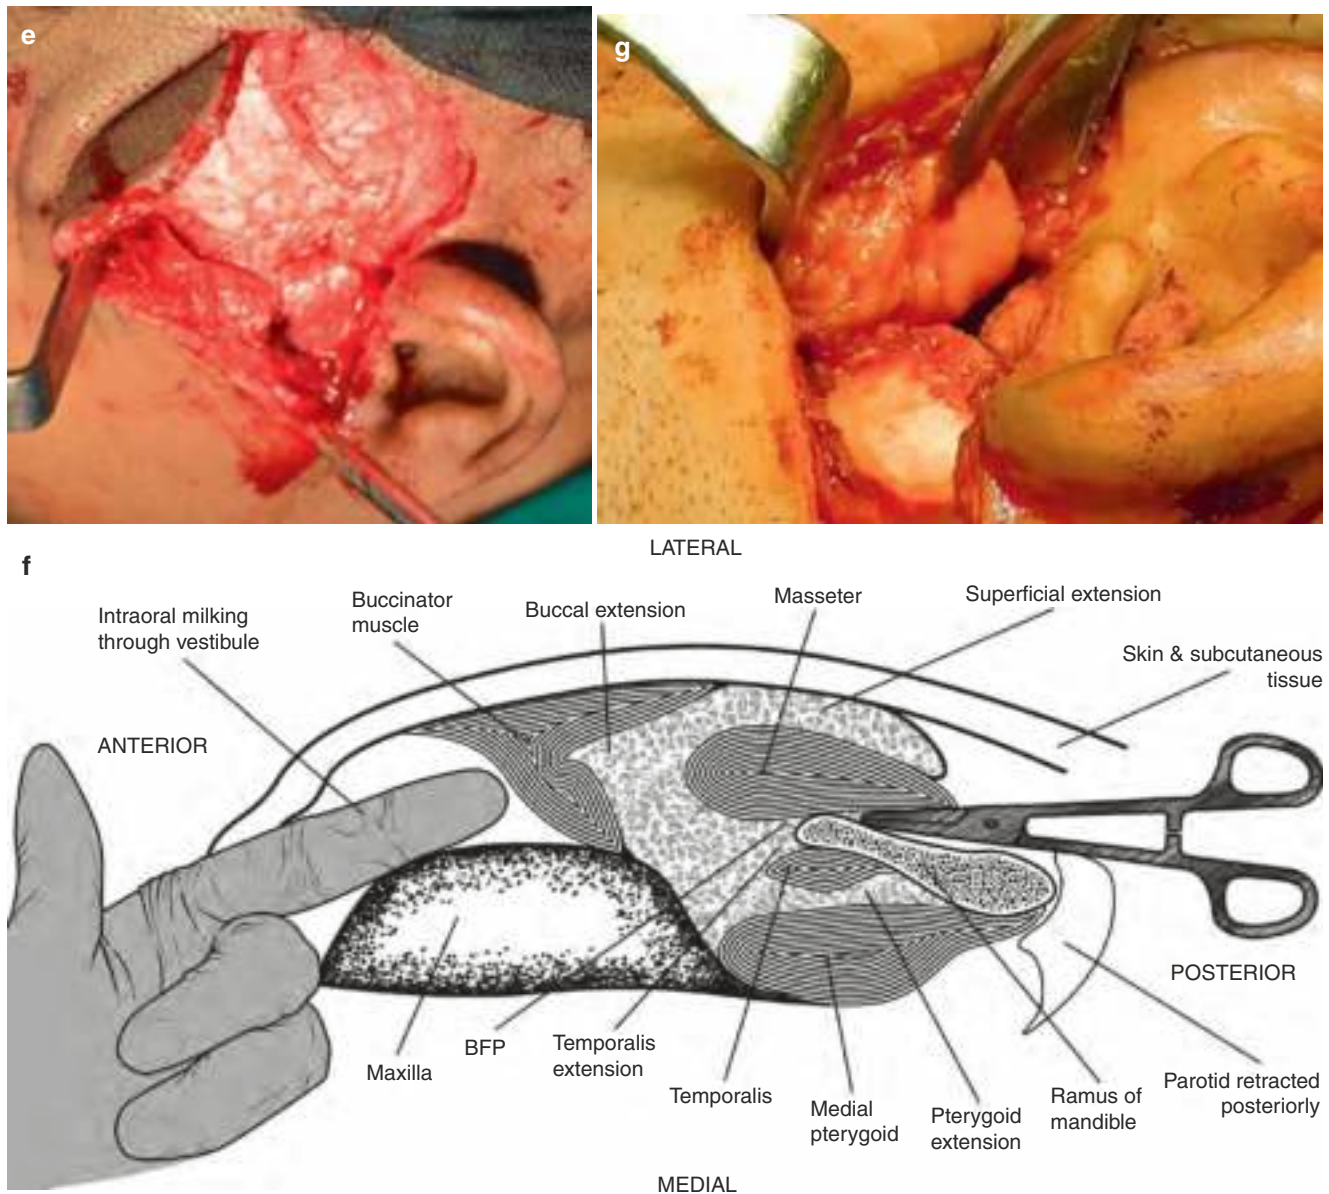 e
g
LATERAL
f
Intraoral milking
through vestibule
Buccinator
muscle
Buccal extension
Masseter
Superficial extension
Skin & subcutaneous
tissue
ANTERIOR
POSTERIOR
Maxilla
BFP
Temporalis
extension
Temporalis
Medial
pterygoid
Pterygoid
extension
Ramus of
mandible
Parotid retracted
posteriorly
MEDIAL